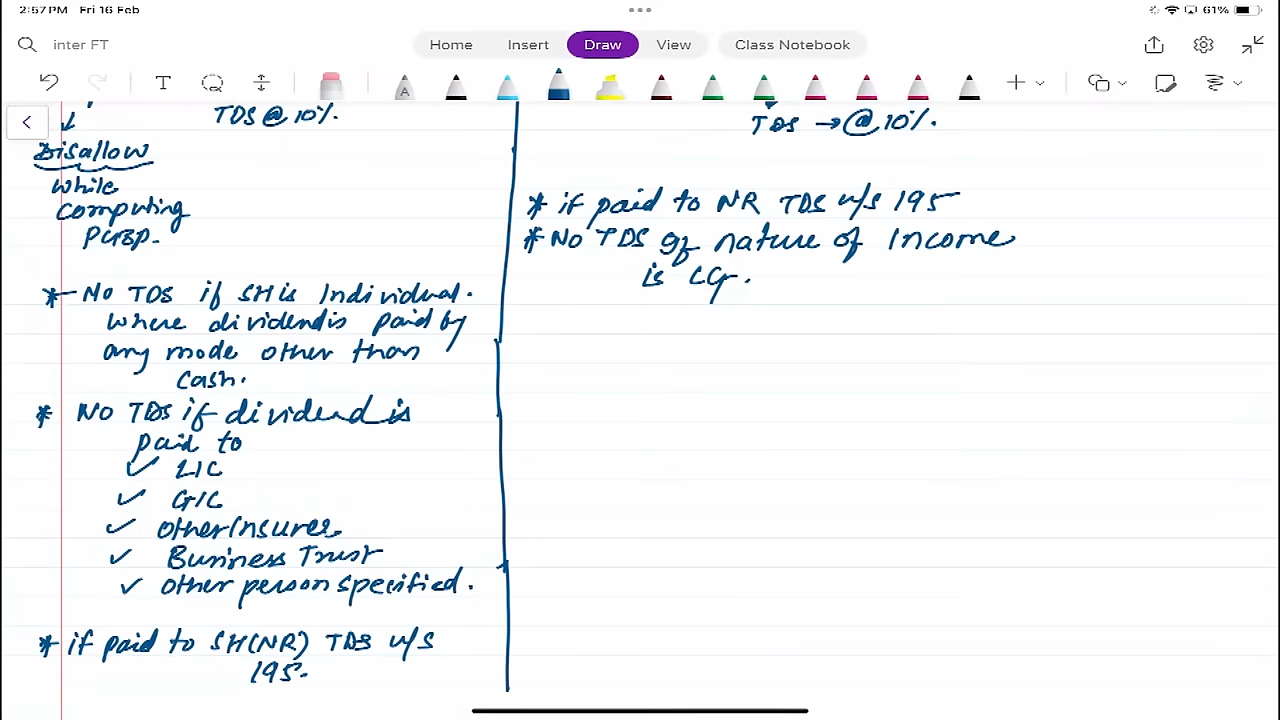 2:57PM Fri 16 Feb
61%
inter FT
Home Insert Draw View Class Notebook
TDS @ 10%.
Disallow
while
computing
PGBP.
* No TDS if SH is Individual.
where dividend is paid by
any mode other than
cash.
* No TDS if dividend is
paid to
✓ LIC
✓ GIC
✓ other Insurer
✓ Business Trust
✓ other person specified.
* if paid to SH(NR) TDS u/s
195.
TDS → @ 10%.
* if paid to NR TDS u/s 195
* No TDS if nature of Income
is CG.